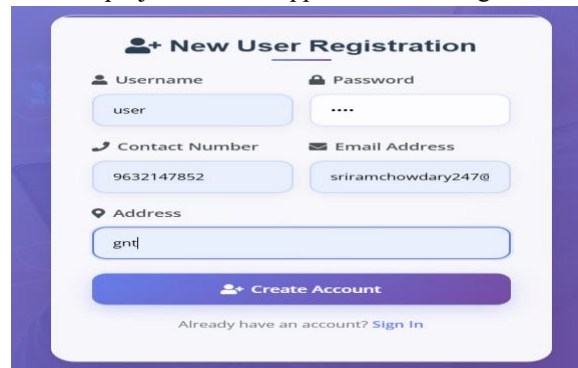 New User Registration
Username Password
user ····
Contact Number Email Address
9632147852 sriramchowdary247@
Address
gnt
Create Account
Already have an account? Sign In